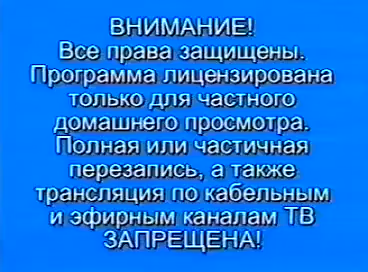 ВНИМАНИЕ!
Все права защищены.
Программа лицензирована
только для частного
домашнего просмотра.
Полная или частичная
перезапись, а также
трансляция по кабельным
и эфирным каналам ТВ
ЗАПРЕЩЕНА!